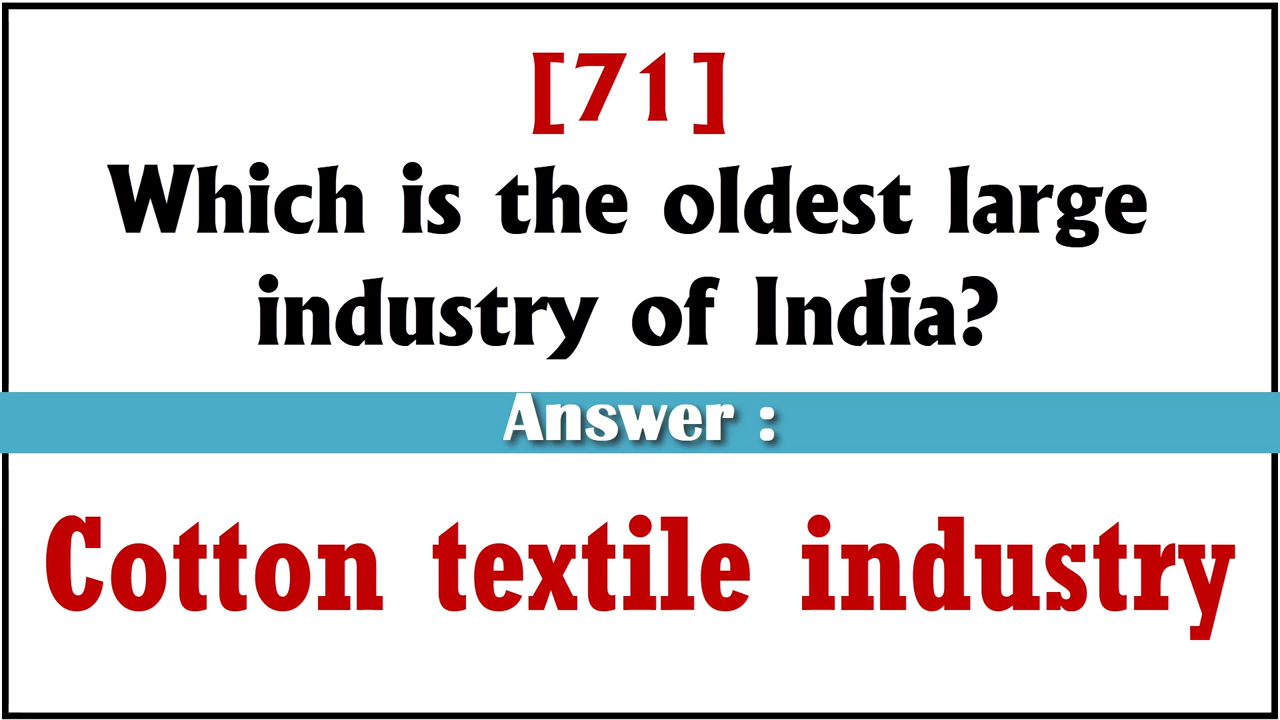 [71]
Which is the oldest large
industry of India?
Answer :
Cotton textile industry